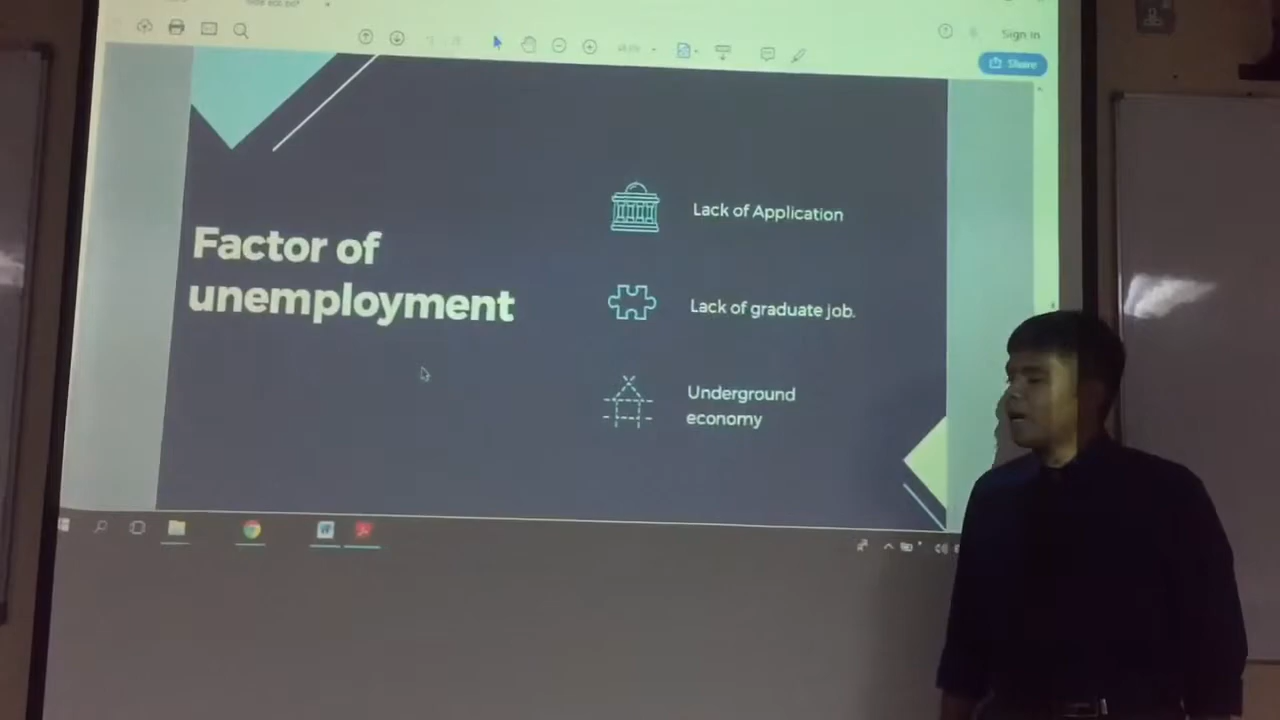 Sign In
Share
Factor of
unemployment
Lack of Application
Lack of graduate job.
Underground
economy